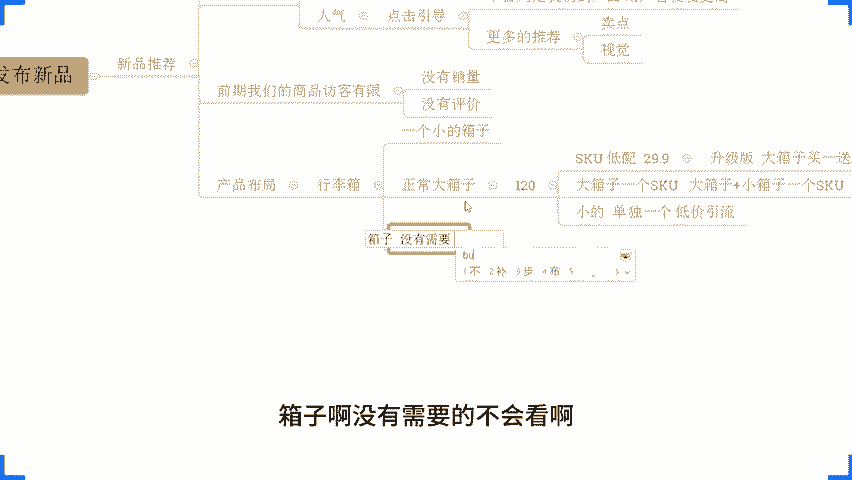 人气 点击引导
卖点
更多的推荐
视觉
发布新品 新品推荐
没有销量
前期我们的商品访客有限
没有评价
一个小的箱子
SKU 低配 29.9 升级版 大箱子买一送
产品布局 行李箱 正常大箱子 120 大箱子一个SKU 大箱子+小箱子一个SKU
小的 单独一个 低价引流
箱子 没有需要
bu
1不 2补 3步 4布 5
箱子啊没有需要的不会看啊